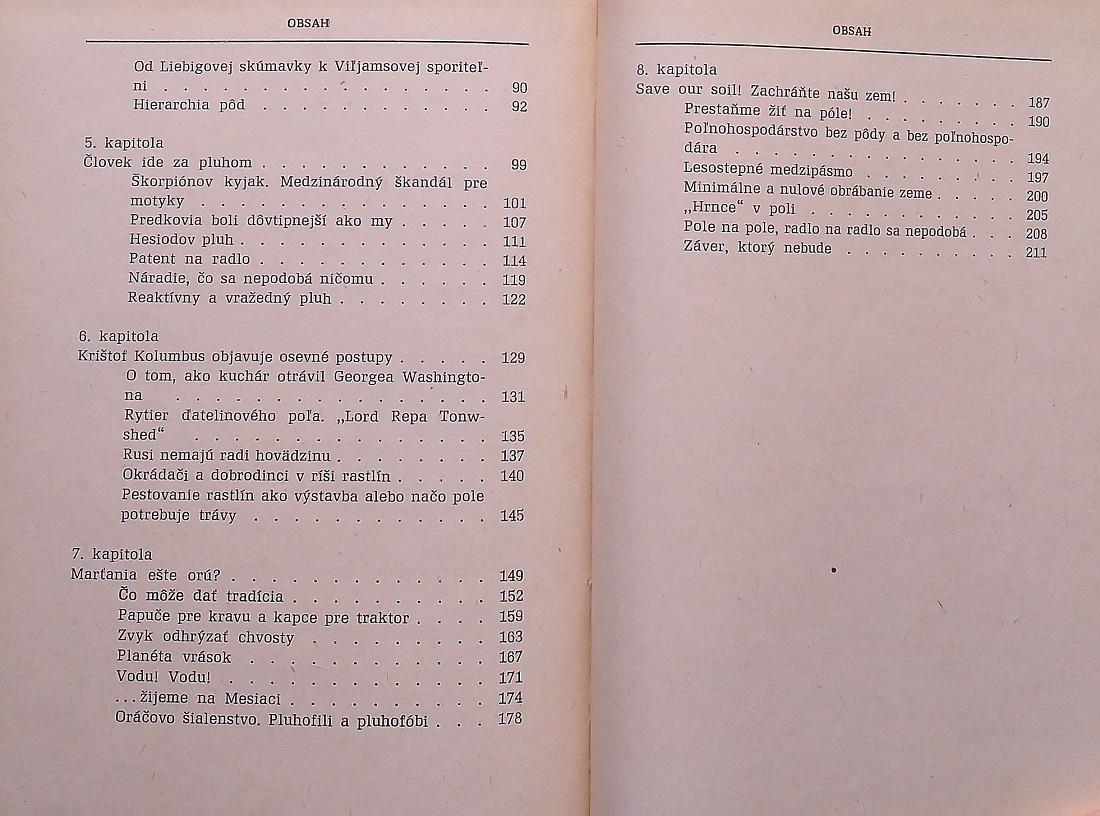 OBSAH
Od Liebigovej skúmavky k Viľjamsovej sporiteľ-
ni . . . . . . . . . . . . . . . . . 90
Hierarchia pôd . . . . . . . . . . . 92
5. kapitola
Človek ide za pluhom . . . . . . . . . . . 99
Škorpiónov kyjak. Medzinárodný škandál pre
motyky . . . . . . . . . . . . . . 101
Predkovia boli dôvtipnejší ako my . . . . . 107
Hesiodov pluh . . . . . . . . . . . . 111
Patent na radlo . . . . . . . . . . . 114
Náradie, čo sa nepodobá ničomu . . . . . . 119
Reaktívny a vražedný pluh . . . . . . . . 122
6. kapitola
Krištof Kolumbus objavuje osevné postupy . . . . . 129
O tom, ako kuchár otrávil Georgea Washingto-
na . . . . . . . . . . . . . . . . 131
Rytier ďatelinového poľa. „Lord Repa Tonw-
shed“ . . . . . . . . . . . . . . . 135
Rusi nemajú radi hovädzinu . . . . . . . . 137
Okrádači a dobrodinci v ríši rastlín . . . . . 140
Pestovanie rastlín ako výstavba alebo načo pole
potrebuje trávy . . . . . . . . . . . . 145
7. kapitola
Marťania ešte orú? . . . . . . . . . . . . . 149
Čo môže dať tradícia . . . . . . . . . . 152
Papuče pre kravu a kapce pre traktor . . . . 159
Zvyk odhrýzať chvosty . . . . . . . . . 163
Planéta vrások . . . . . . . . . . . . 167
Vodu! Vodu! . . . . . . . . . . . . . 171
...žijeme na Mesiaci . . . . . . . . . . 174
Oráčovo šialenstvo. Pluhofili a pluhofóbi . . . 178
OBSAH
8. kapitola
Save our soil! Zachráňte našu zem! . . . . . . . 187
Prestaňme žiť na póle! . . . . . . . . . 190
Poľnohospodárstvo bez pôdy a bez poľnohospo-
dára . . . . . . . . . . . . . . . 194
Lesostepné medzipásmo . . . . . . . . . 197
Minimálne a nulové obrábanie zeme . . . . . 200
„Hrnce“ v poli . . . . . . . . . . . . 205
Pole na pole, radlo na radlo sa nepodobá . . . 208
Záver, ktorý nebude . . . . . . . . . . 211